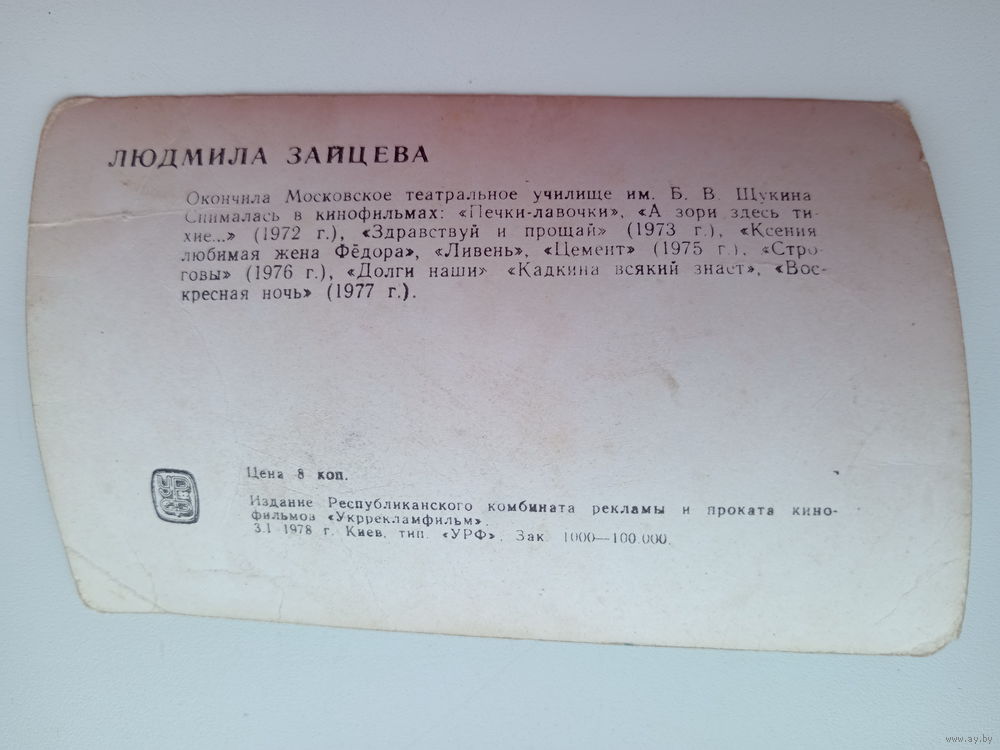 ЛЮДМИЛА ЗАЙЦЕВА
Окончила Московское театральное училище им. Б. В. Щукина
Снималась в кинофильмах: «Печки-лавочки», «А зори здесь ти-
хие...» (1972 г.), «Здравствуй и прощай» (1973 г.), «Ксения
любимая жена Фёдора», «Ливень», «Цемент» (1975 г.), «Стро-
говы» (1976 г.), «Долги наши» «Кадкина всякий знает», «Вос-
кресная ночь» (1977 г.).
Цена 8 коп.
Издание Республиканского комбината рекламы и проката кино-
фильмов «Укррекламфильм».
3.I 1978 г. Киев, тип. «УРФ». Зак. 1000—100.000.
www.ay.by